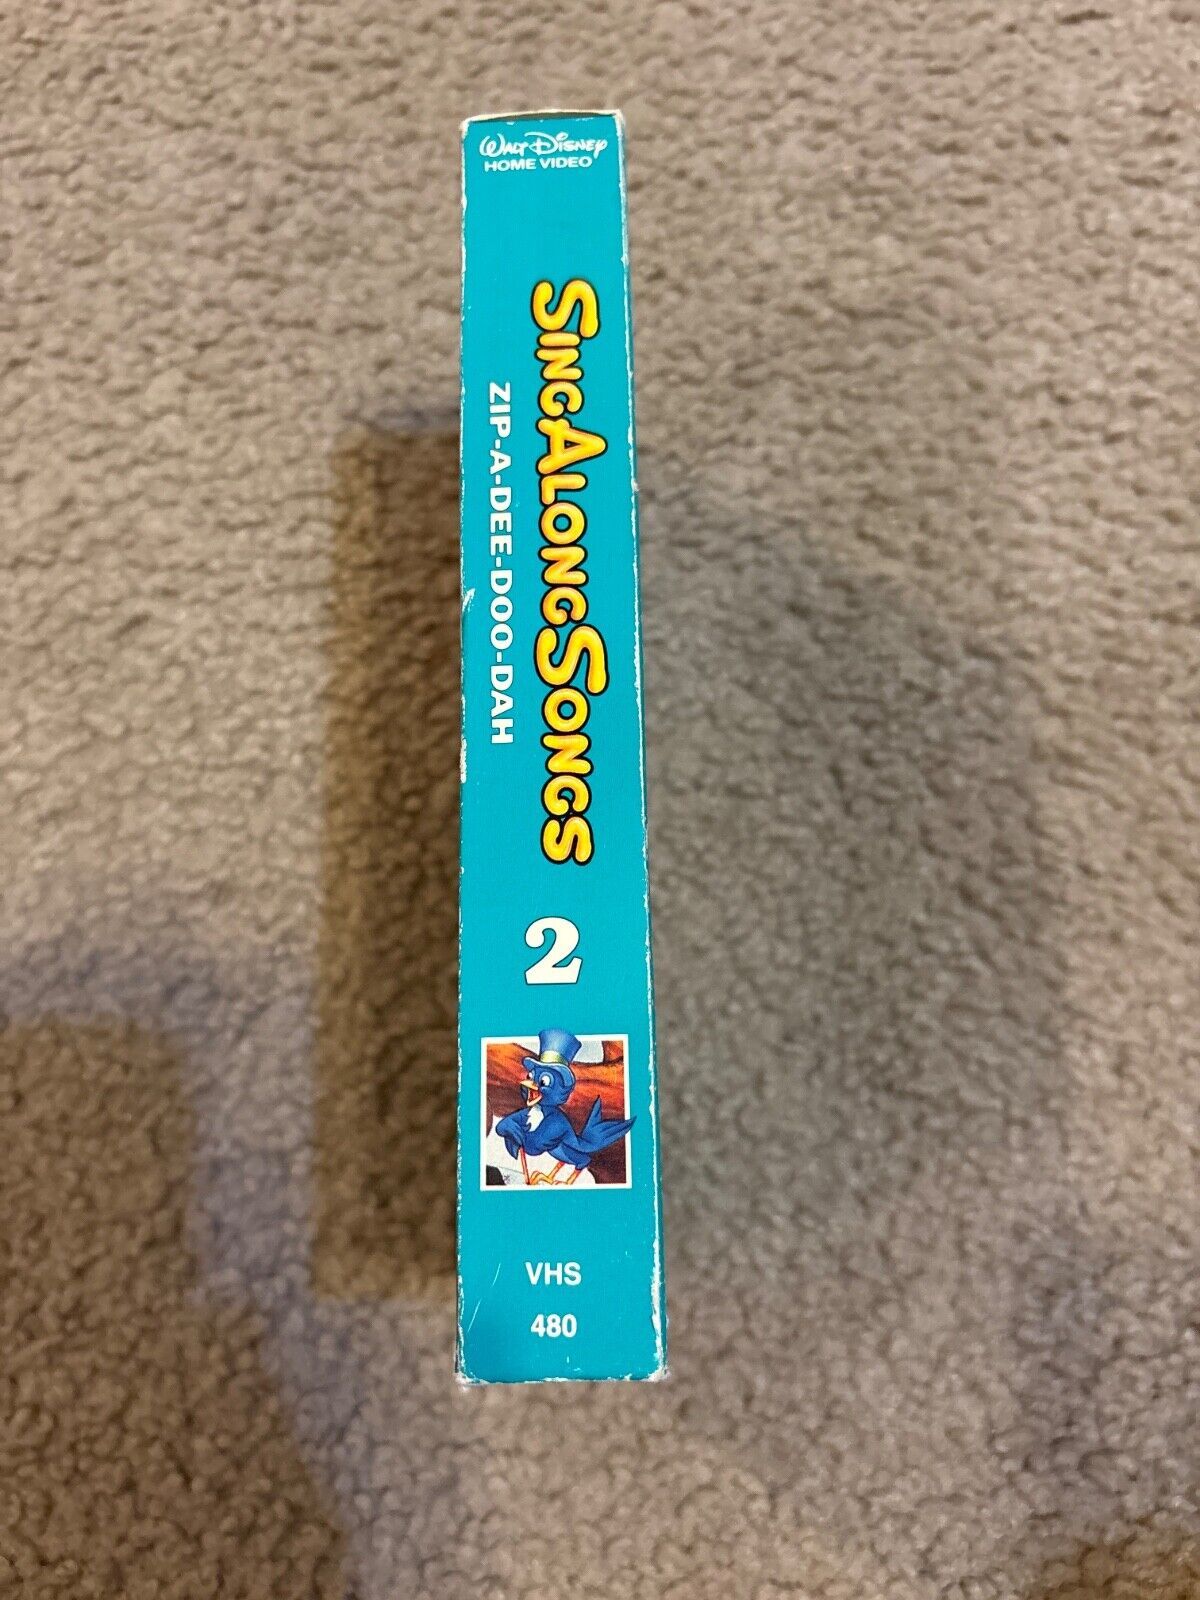 WALT DISNEY
HOME VIDEO
SING ALONG SONGS
ZIP-A-DEE-DOO-DAH
2
VHS
480